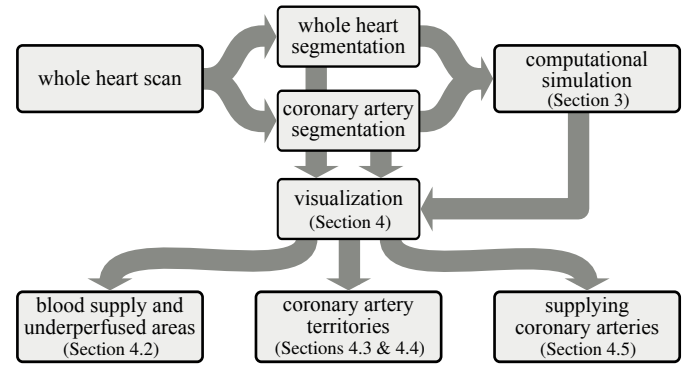 whole heart scan
whole heart
segmentation
coronary artery
segmentation
computational
simulation
(Section 3)
visualization
(Section 4)
blood supply and
underperfused areas
(Section 4.2)
coronary artery
territories
(Sections 4.3 & 4.4)
supplying
coronary arteries
(Section 4.5)